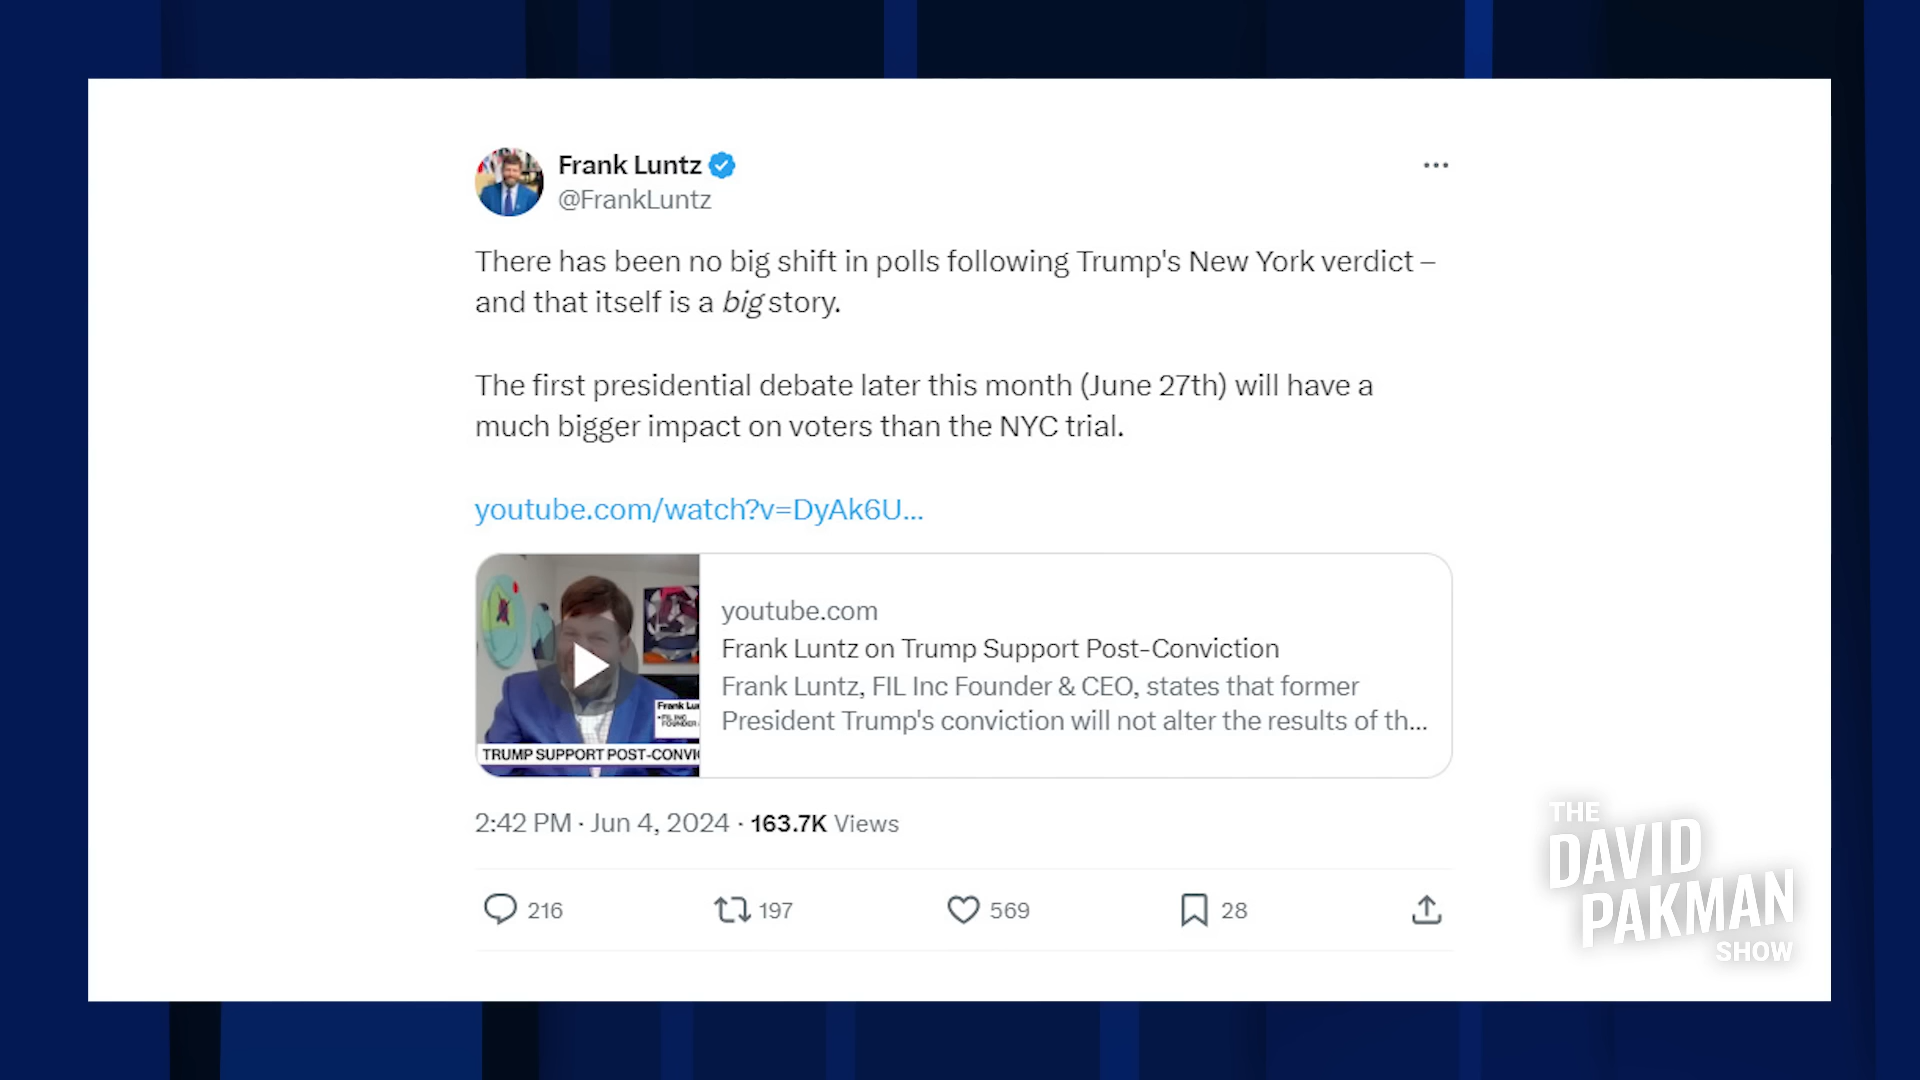 Frank Luntz
@FrankLuntz
There has been no big shift in polls following Trump's New York verdict –
and that itself is a big story.
The first presidential debate later this month (June 27th) will have a
much bigger impact on voters than the NYC trial.
youtube.com/watch?v=DyAk6U...
Frank Lu
•FIL INC
FOUNDER
TRUMP SUPPORT POST-CONVI
youtube.com
Frank Luntz on Trump Support Post-Conviction
Frank Luntz, FIL Inc Founder & CEO, states that former
President Trump's conviction will not alter the results of th...
2:42 PM · Jun 4, 2024 · 163.7K Views
216 197 569 28
THE
DAVID
PAKMAN
SHOW